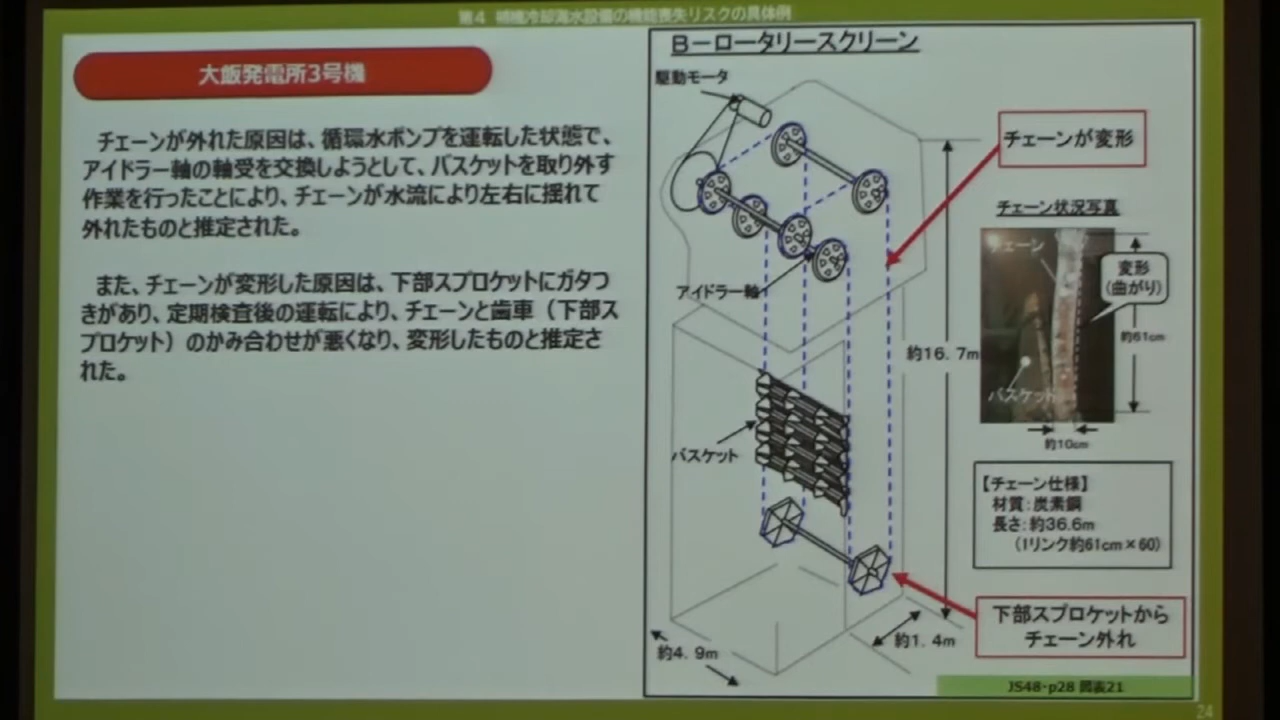 第4 補機冷却海水設備の機能喪失リスクの具体例
大飯発電所3号機
チェーンが外れた原因は、循環水ポンプを運転した状態で、
アイドラー軸の軸受を交換しようとして、バスケットを取り外す
作業を行ったことにより、チェーンが水流により左右に揺れて
外れたものと推定された。
また、チェーンが変形した原因は、下部スプロケットにガタつ
きがあり、定期検査後の運転により、チェーンと歯車（下部ス
プロケット）のかみ合わせが悪くなり、変形したものと推定さ
れた。
B－ロータリースクリーン
駆動モータ
チェーンが変形
チェーン状況写真
チェーン
変形
(曲がり)
アイドラー軸
約16.7m
約61cm
バスケット
約10cm
バスケット
【チェーン仕様】
材質：炭素鋼
長さ：約36.6m
(1リンク約61cm×60)
下部スプロケットから
チェーン外れ
約1.4m
約4.9m
JS48-p28 図表21
24